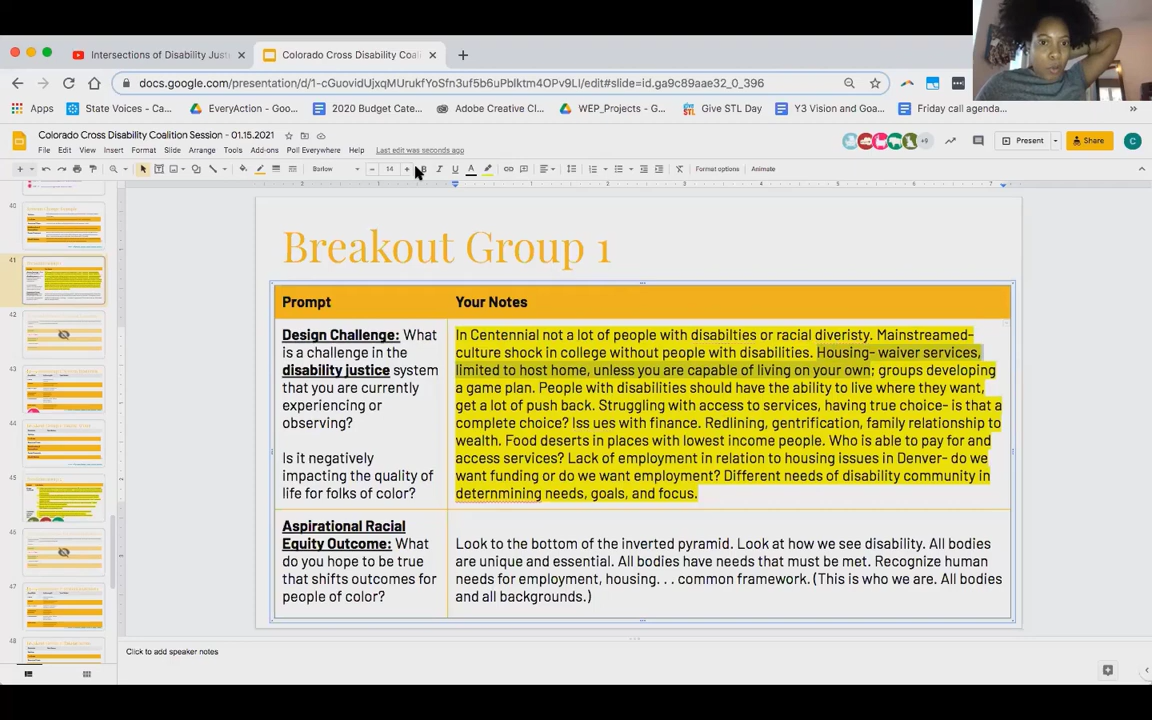 Intersections of Disability Just
Colorado Cross Disability Coali
docs.google.com/presentation/d/1-cGuovidUjxqMUrukfYoSfn3uf5b6uPbIktm4OPv9LI/edit#slide=id.ga9c89aae32_0_396
Apps
State Voices - Ca...
EveryAction - Goo...
2020 Budget Cate...
Adobe Creative Cl...
WEP_Projects - G...
Give STL Day
Y3 Vision and Goa...
Friday call agenda...
Colorado Cross Disability Coalition Session - 01.15.2021
File Edit View Insert Format Slide Arrange Tools Add-ons Poll Everywhere Help Last edit was seconds ago
+9
Present
Share
C
Barlow
14
Format options
Animate
Breakout Group 1
Prompt
Your Notes
Design Challenge: What
is a challenge in the
disability justice system
that you are currently
experiencing or
observing?
Is it negatively
impacting the quality of
life for folks of color?
In Centennial not a lot of people with disabilties or racial diveristy. Mainstreamed-
culture shock in college without people with disabilities. Housing- waiver services,
limited to host home, unless you are capable of living on your own; groups developing
a game plan. People with disabilities should have the ability to live where they want,
get a lot of push back. Struggling with access to services, having true choice- is that a
complete choice? Iss ues with finance. Redlining, gentrification, family relationship to
wealth. Food deserts in places with lowest income people. Who is able to pay for and
access services? Lack of employment in relation to housing issues in Denver- do we
want funding or do we want employment? Different needs of disability community in
deternmining needs, goals, and focus.
Aspirational Racial
Equity Outcome: What
do you hope to be true
that shifts outcomes for
people of color?
Look to the bottom of the inverted pyramid. Look at how we see disability. All bodies
are unique and essential. All bodies have needs that must be met. Recognize human
needs for employment, housing. . . common framework. (This is who we are. All bodies
and all backgrounds.)
40
41
42
43
44
45
46
47
48
Click to add speaker notes